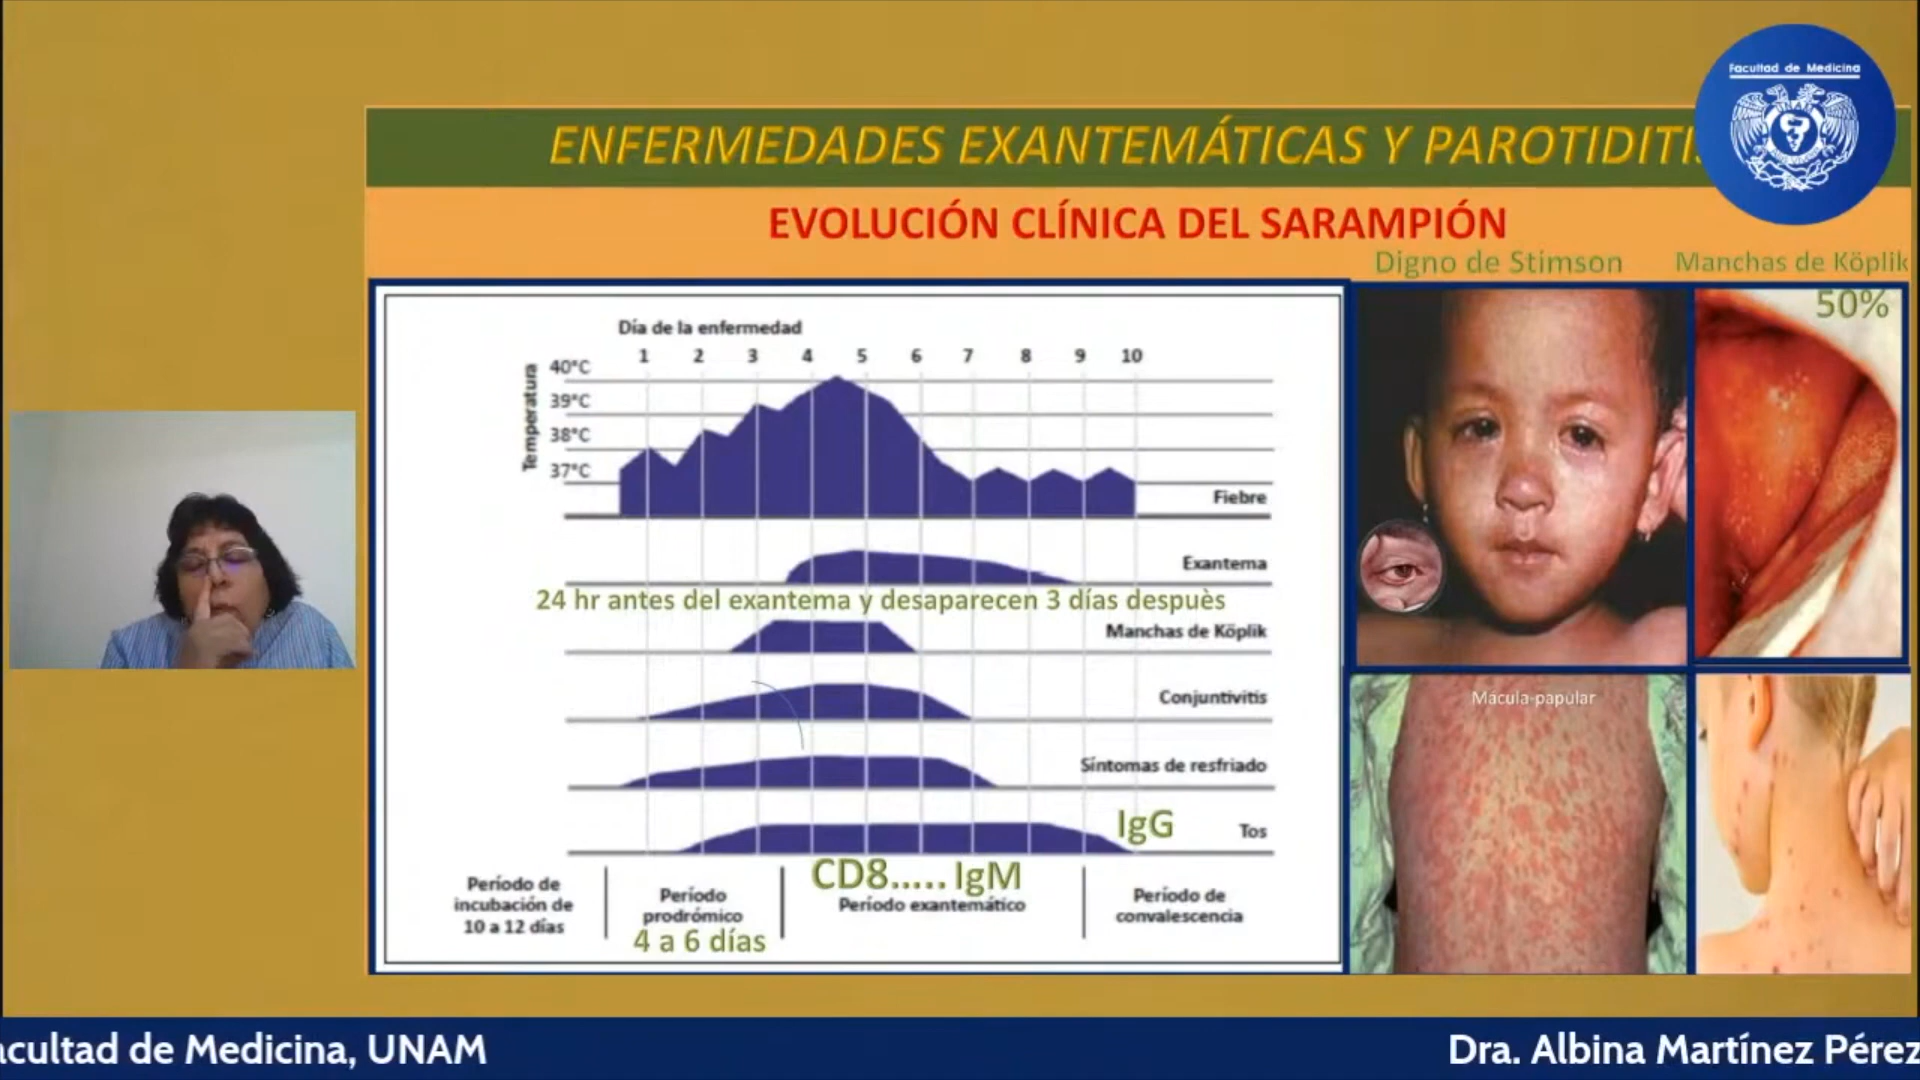 Facultad de Medicina
ENFERMEDADES EXANTEMÁTICAS Y PAROTIDITIS
EVOLUCIÓN CLÍNICA DEL SARAMPIÓN
Digno de Stimson
Manchas de Köplik
50%
Día de la enfermedad
1 2 3 4 5 6 7 8 9 10
Temperatura
40°C
39°C
38°C
37°C
Fiebre
Exantema
24 hr antes del exantema y desaparecen 3 días despuès
Manchas de Köplik
Conjuntivitis
Mácula-papular
Síntomas de resfriado
IgG
Tos
CD8..... IgM
Período de
incubación de
10 a 12 días
Período
prodrómico
4 a 6 días
Período exantemático
Período de
convalescencia
acultad de Medicina, UNAM
Dra. Albina Martínez Pérez